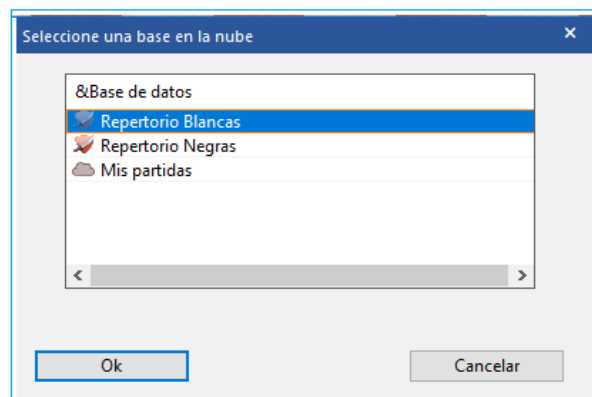 Seleccione una base en la nube
&Base de datos
Repertorio Blancas
Repertorio Negras
Mis partidas
Ok
Cancelar